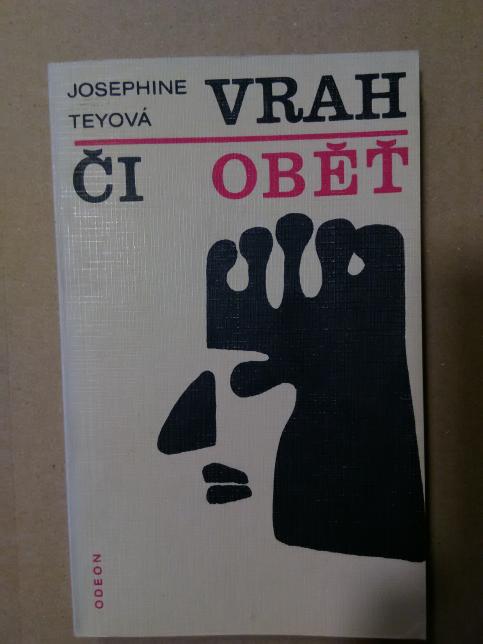 JOSEPHINE
TEYOVÁ
VRAH
ČI OBĚŤ
ODEON